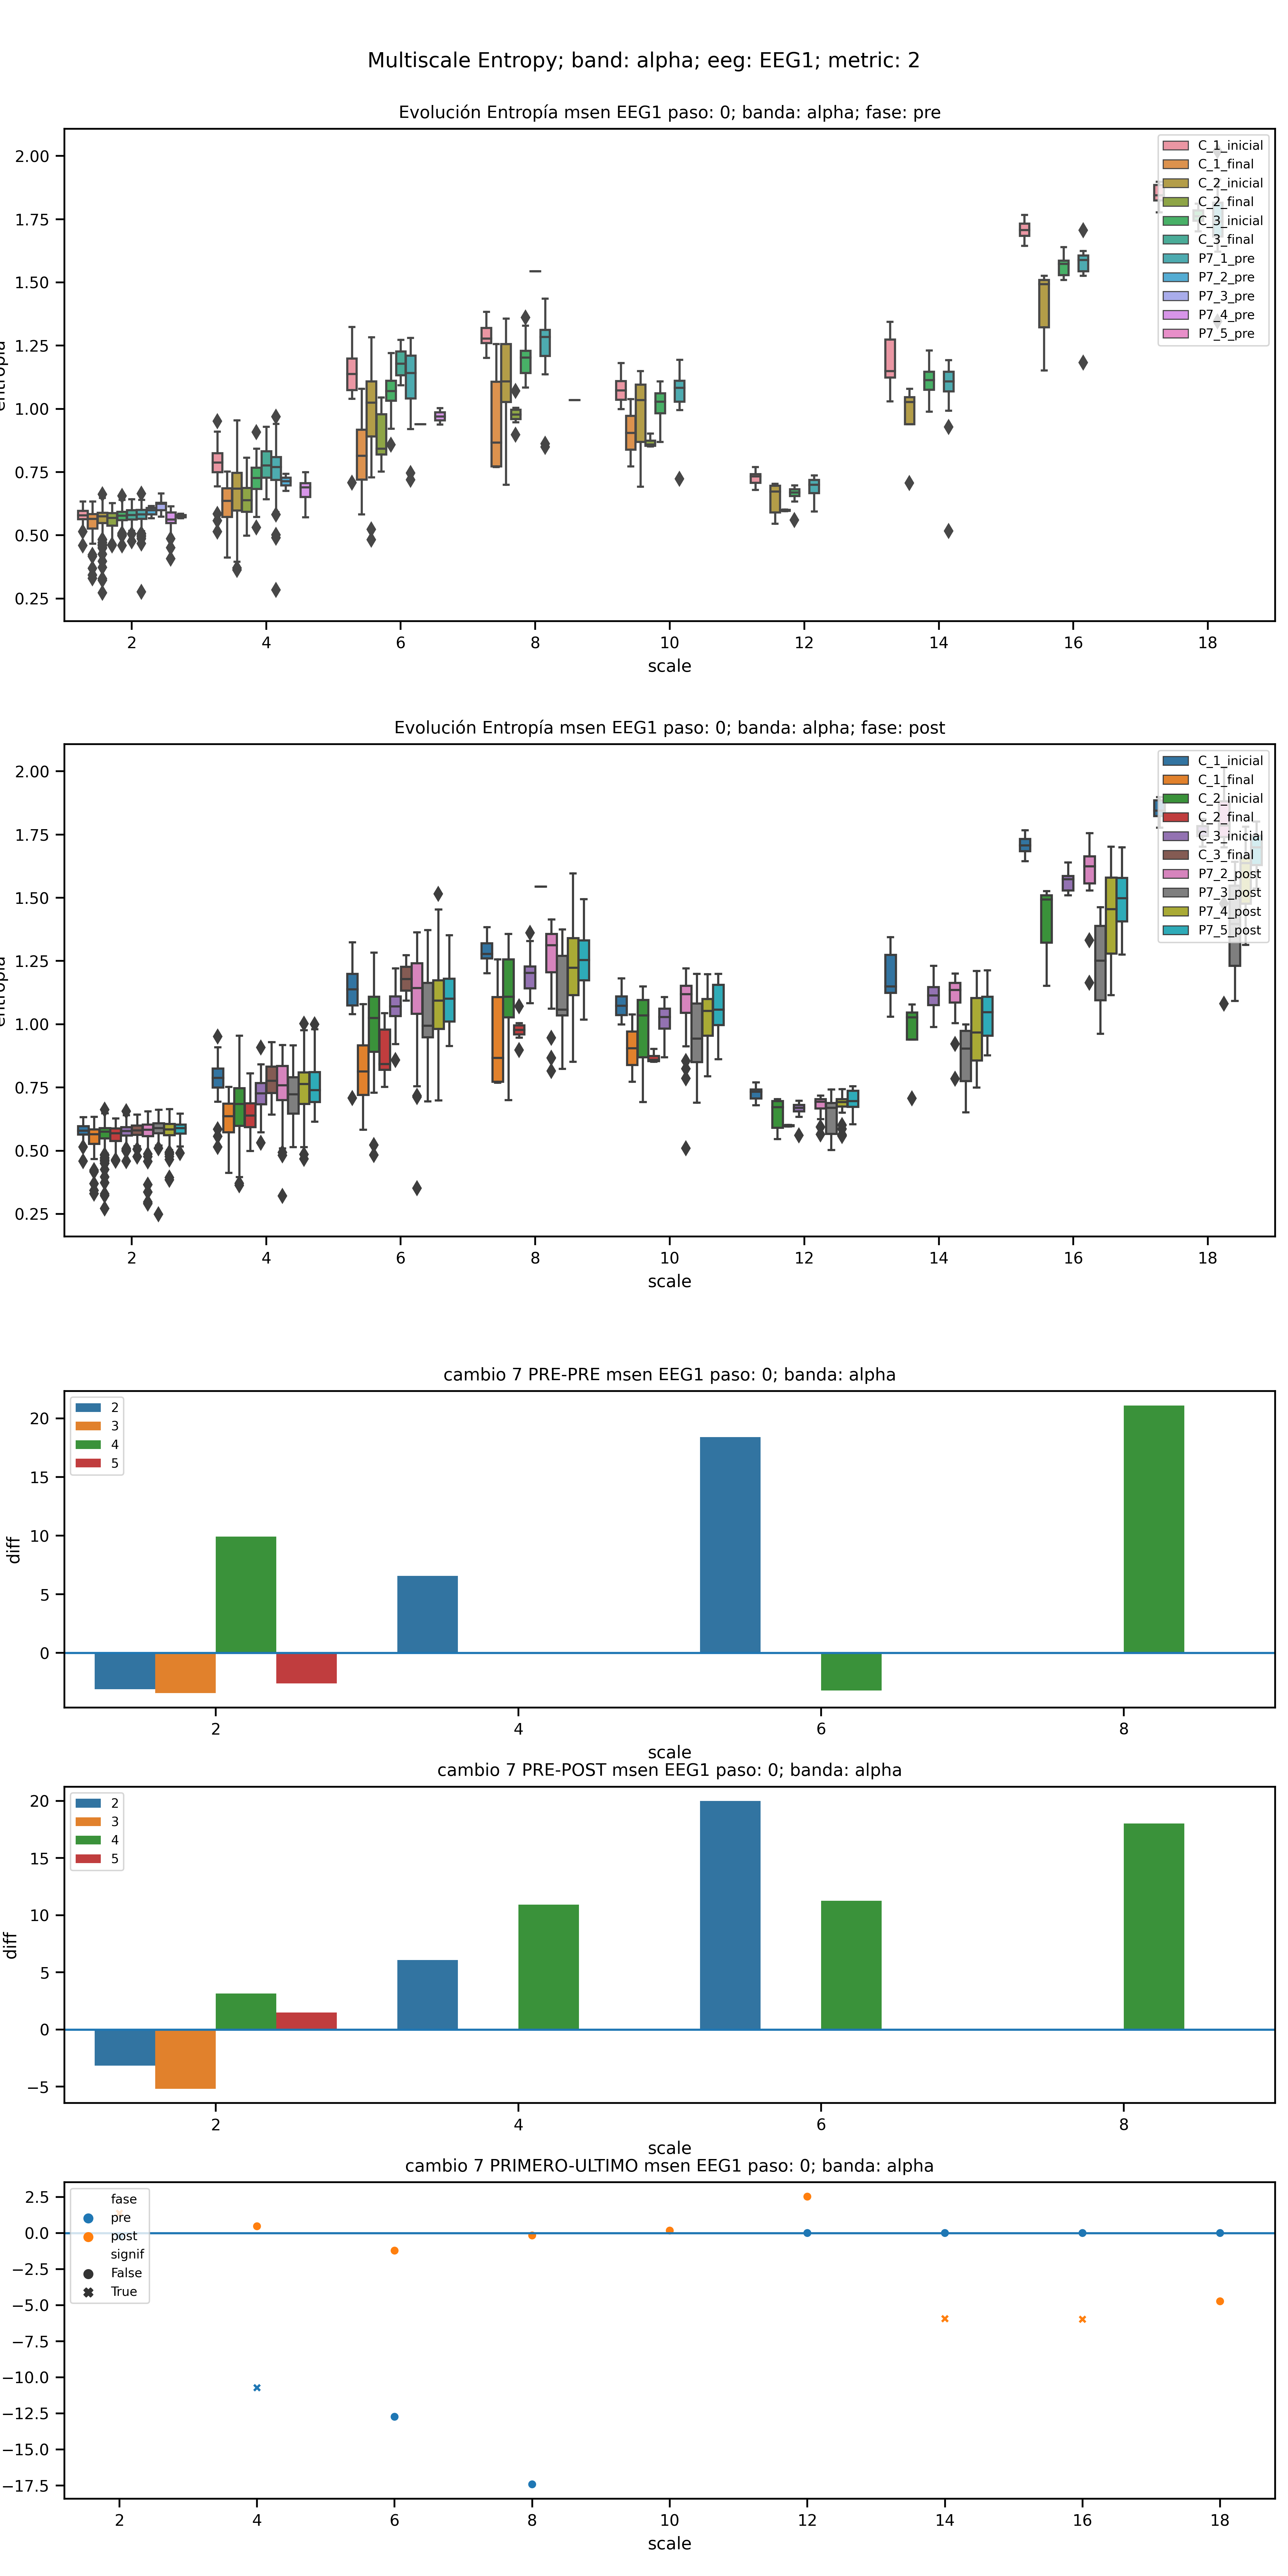 Multiscale Entropy; band: alpha; eeg: EEG1; metric: 2
Evolución Entropía msen EEG1 paso: 0; banda: alpha; fase: pre
2.00
1.75
1.50
1.25
1.00
0.75
0.50
0.25
entropia
C_1_inicial
C_1_final
C_2_inicial
C_2_final
C_3_inicial
C_3_final
P7_1_pre
P7_2_pre
P7_3_pre
P7_4_pre
P7_5_pre
2 4 6 8 10 12 14 16 18
scale
Evolución Entropía msen EEG1 paso: 0; banda: alpha; fase: post
2.00
1.75
1.50
1.25
1.00
0.75
0.50
0.25
entropia
C_1_inicial
C_1_final
C_2_inicial
C_2_final
C_3_inicial
C_3_final
P7_2_post
P7_3_post
P7_4_post
P7_5_post
2 4 6 8 10 12 14 16 18
scale
cambio 7 PRE-PRE msen EEG1 paso: 0; banda: alpha
20
15
10
5
0
diff
2
3
4
5
2 4 6 8
scale
cambio 7 PRE-POST msen EEG1 paso: 0; banda: alpha
20
15
10
5
0
−5
diff
2
3
4
5
2 4 6 8
scale
cambio 7 PRIMERO-ULTIMO msen EEG1 paso: 0; banda: alpha
2.5
0.0
−2.5
−5.0
−7.5
−10.0
−12.5
−15.0
−17.5
fase
pre
post
signif
False
True
2 4 6 8 10 12 14 16 18
scale